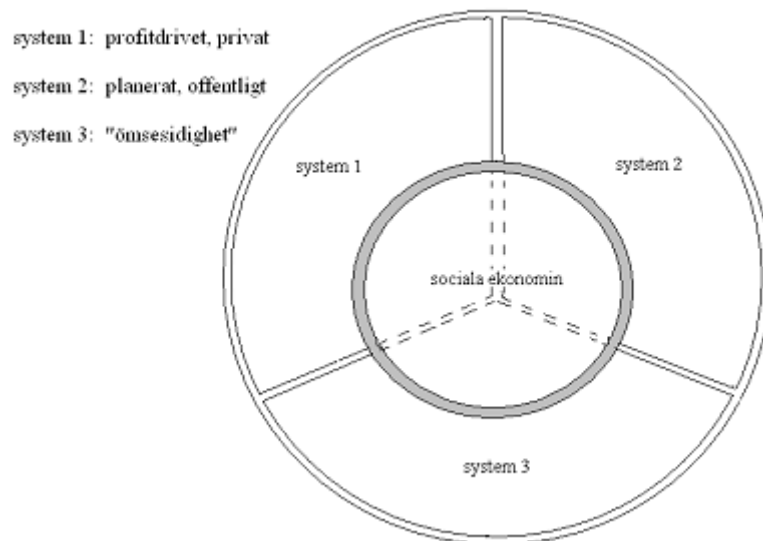 system 1: profitdrivet, privat
system 2: planerat, offentligt
system 3: "ömsesidighet"
system 1
system 2
sociala ekonomin
system 3